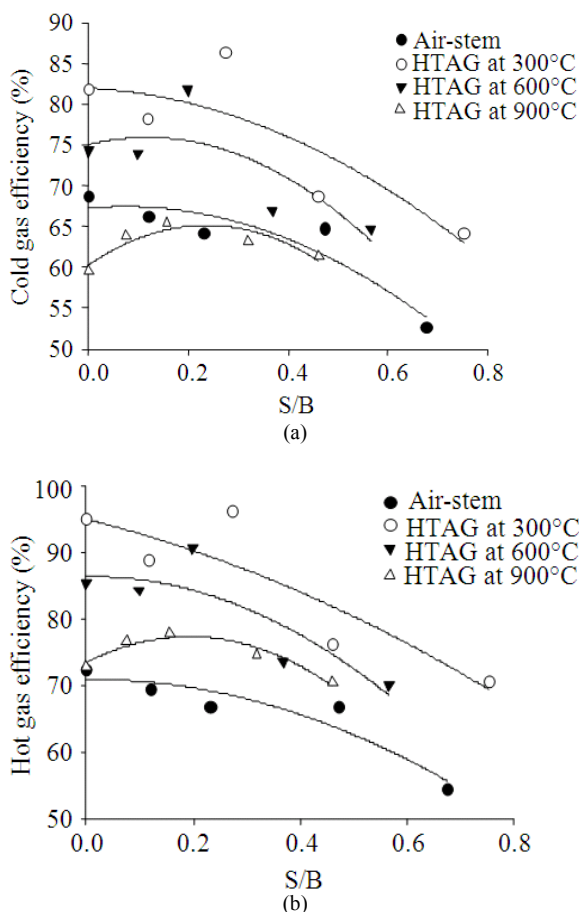 (a)
90
85
80
75
70
65
60
55
50
Cold gas efficiency (%)
Air-stem
HTAG at 300°C
HTAG at 600°C
HTAG at 900°C
0.0 0.2 0.4 0.6 0.8
S/B
(a)
100
90
80
70
60
50
Hot gas efficiency (%)
Air-stem
HTAG at 300°C
HTAG at 600°C
HTAG at 900°C
0.0 0.2 0.4 0.6 0.8
S/B
(b)